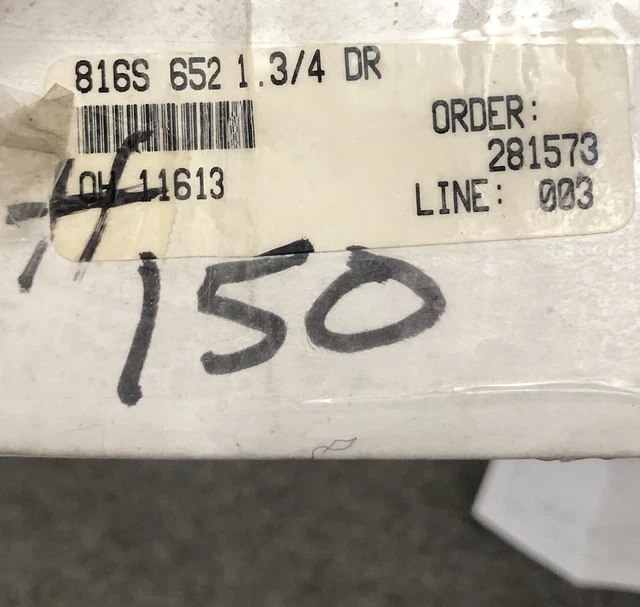 816S 652 1.3/4 DR
ORDER:
281573
OH 11613
LINE: 003
#150